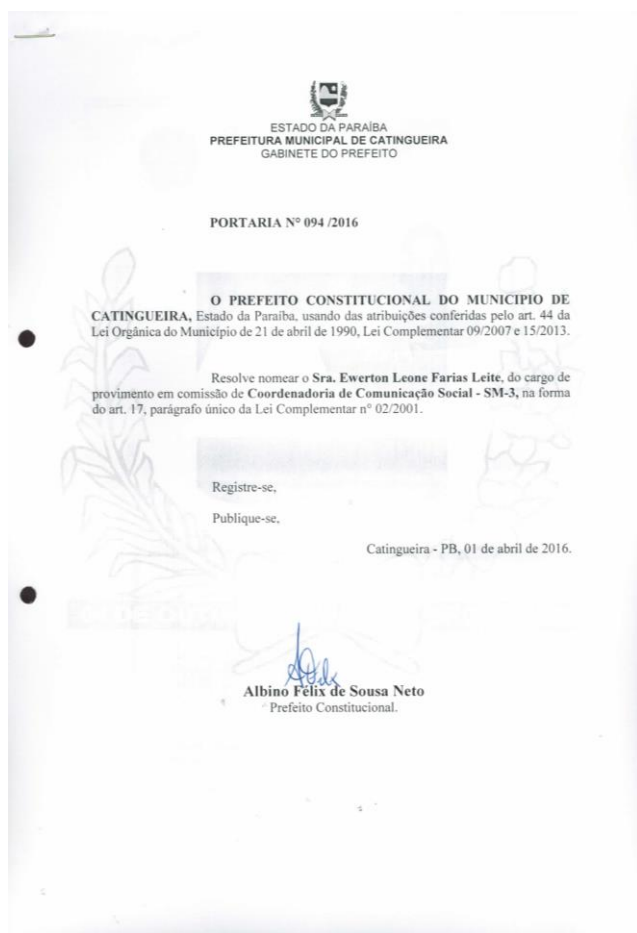 ESTADO DA PARAÍBA
PREFEITURA MUNICIPAL DE CATINGUEIRA
GABINETE DO PREFEITO
PORTARIA N° 094 /2016
O PREFEITO CONSTITUCIONAL DO MUNICIPIO DE
CATINGUEIRA, Estado da Paraíba, usando das atribuições conferidas pelo art. 44 da
Lei Orgânica do Município de 21 de abril de 1990, Lei Complementar 09/2007 e 15/2013.
Resolve nomear o Sra. Ewerton Leone Farias Leite, do cargo de
provimento em comissão de Coordenadoria de Comunicação Social - SM-3, na forma
do art. 17, parágrafo único da Lei Complementar n° 02/2001.
Registre-se,
Publique-se,
Catingueira - PB, 01 de abril de 2016.
Albino Félix de Sousa Neto
Prefeito Constitucional.